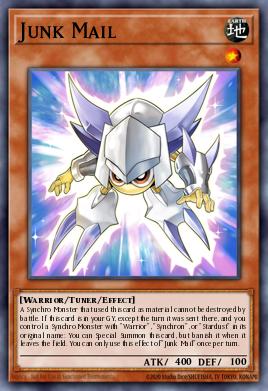 JUNK MAIL
EARTH
地
[WARRIOR/TUNER/EFFECT]
A Synchro Monster that used this card as material cannot be destroyed by
battle. If this card is in your GY, except the turn it was sent there, and you
control a Synchro Monster with "Warrior", "Synchron", or "Stardust" in its
original name: You can Special Summon this card, but banish it when it
leaves the field. You can only use this effect of "Junk Mail" once per turn.
ATK/ 400 DEF/ 100
©2020 Studio Dice/SHUEISHA, TV TOKYO, KONAMI